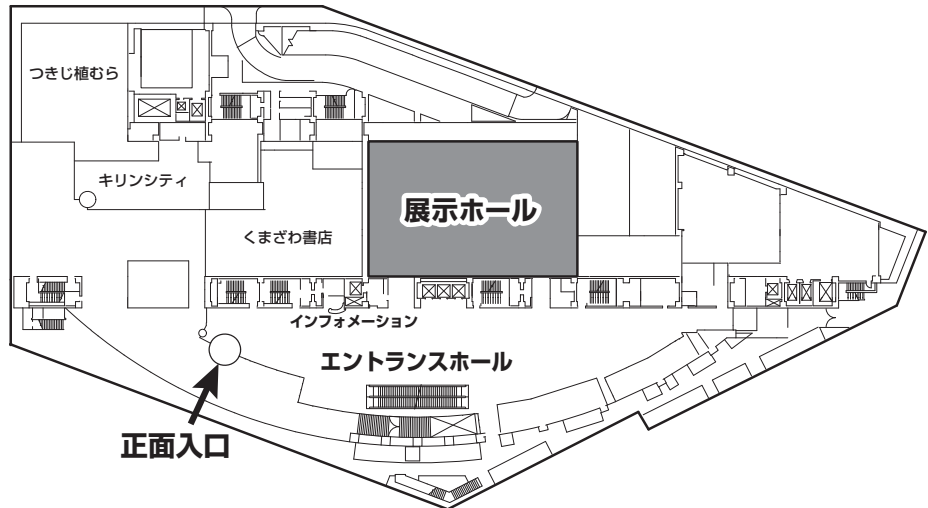 つきじ植むら
キリンシティ
くまざわ書店
展示ホール
インフォメーション
エントランスホール
正面入口